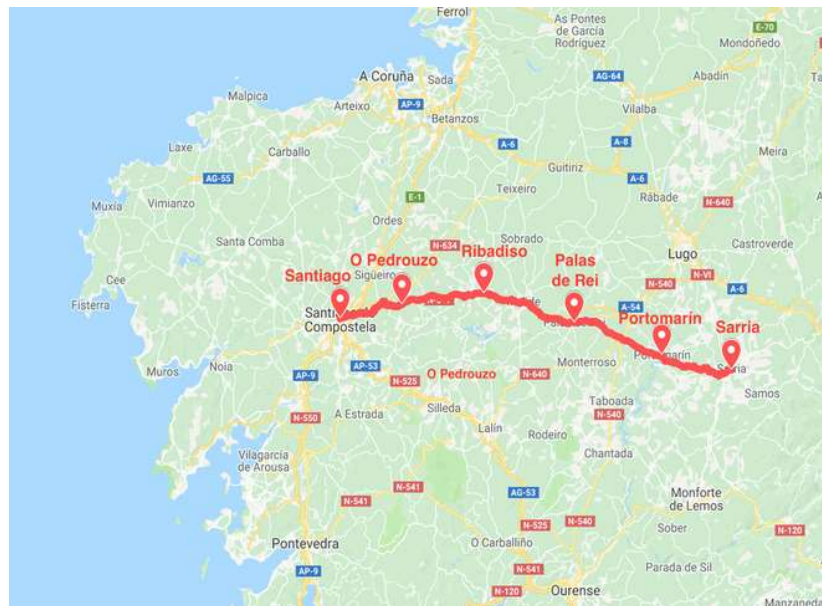 Ferrol
As Pontes
de García
Rodríguez
E-70
Mondoñedo
A Coruña
Sada
AG-64
Abadín
Malpica
Arteixo
AP-9
Betanzos
Vilalba
Laxe
Carballo
A-6
A-8
Meira
Guitiriz
AG-55
A-6
Muxía
Vimianzo
E-1
Teixeiro
Rábade
N-640
Ordes
Santa Comba
N-634
Sobrado
Lugo
Castroverde
Cee
Fisterra
O Pedrouzo
Ribadiso
Palas
de Rei
Santiago
Sigüeiro
N-540
N-VI
A-6
A-54
Compostela
Portomarín
Sarria
Portomarín
Sarria
Muros
Noia
AP-53
AP-9
N-525
O Pedrouzo
N-640
Monterroso
Samos
Taboada
N-540
N-550
A Estrada
Silleda
Lalín
Rodeiro
Chantada
Vilagarcía
de Arousa
N-541
N-541
AG-53
Monforte
de Lemos
N-525
N-540
Sober
N-120
Pontevedra
O Carballiño
Parada de Sil
AP-9
N-120
Ourense
Manzaneda